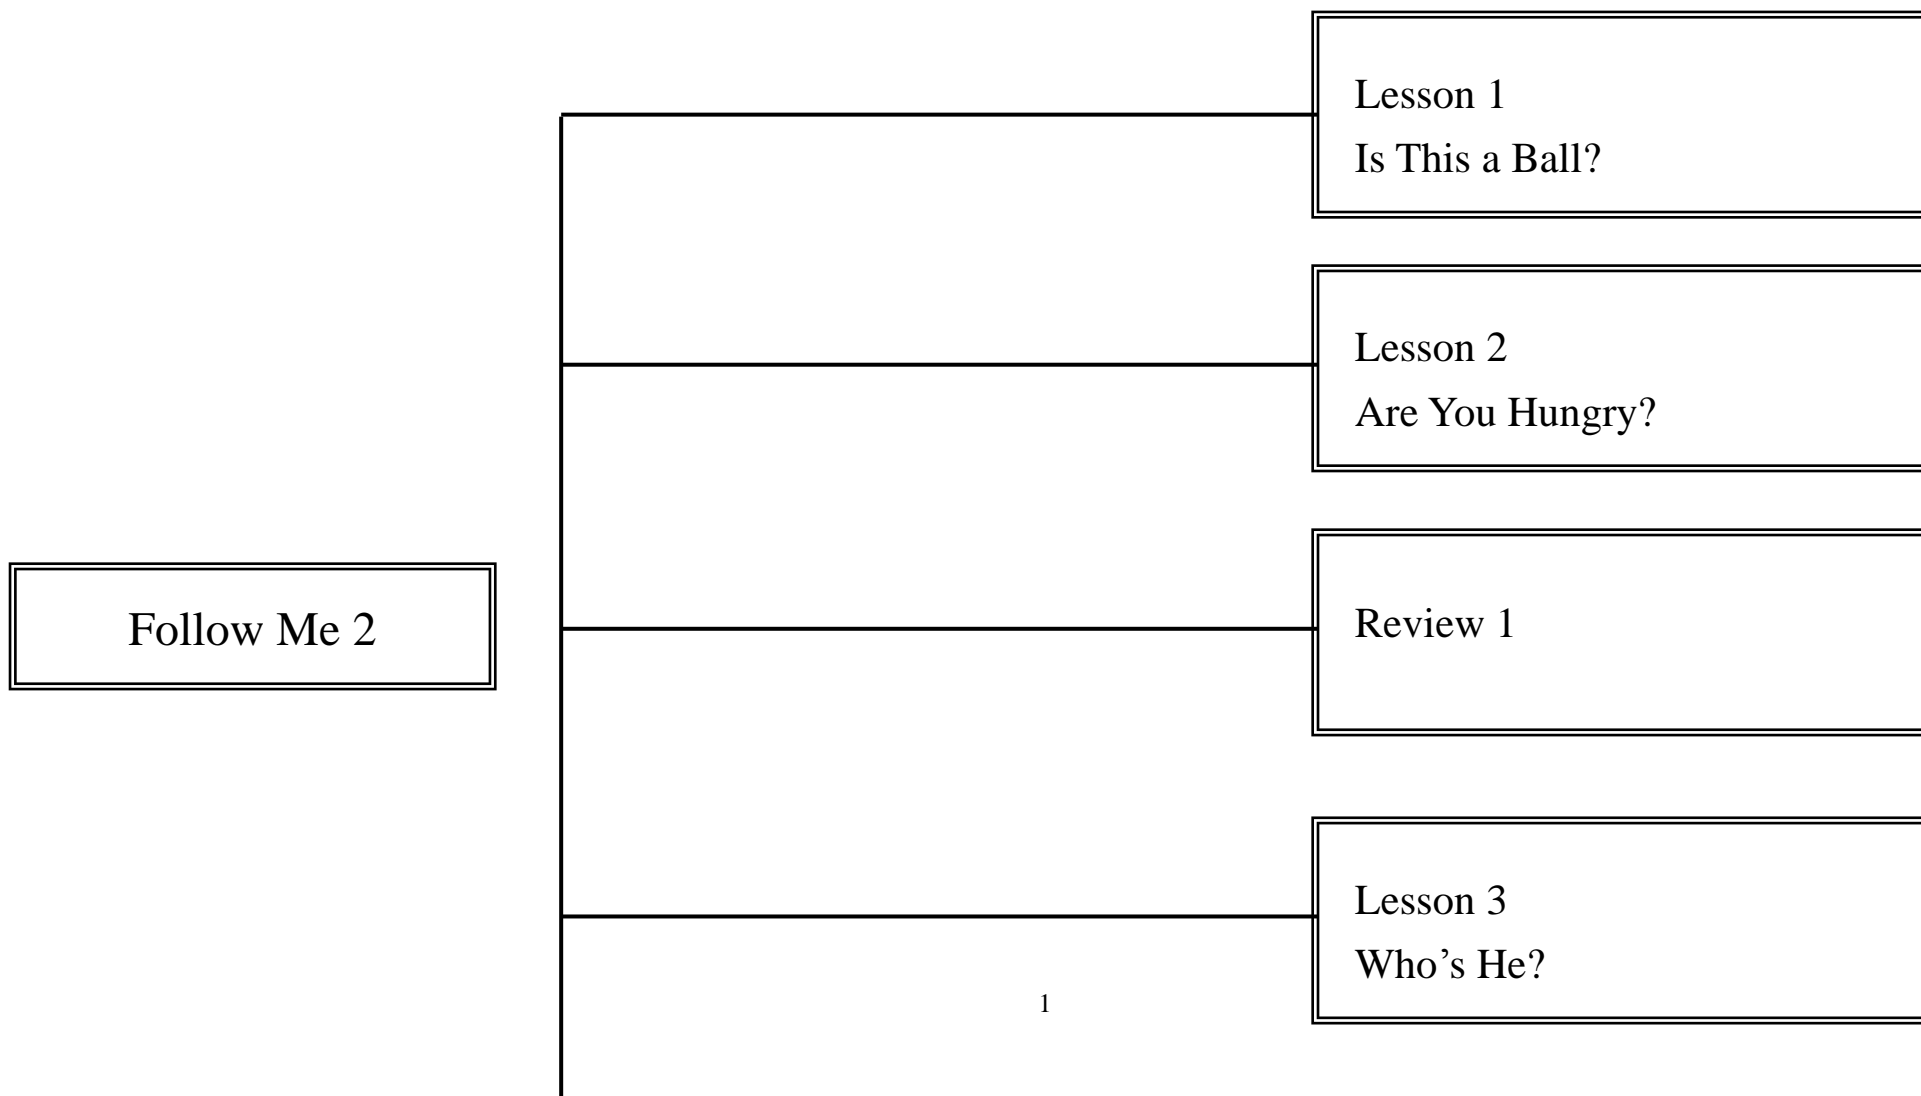 Lesson 1
Is This a Ball?
Lesson 2
Are You Hungry?
Follow Me 2
Review 1
Lesson 3
Who’s He?
1